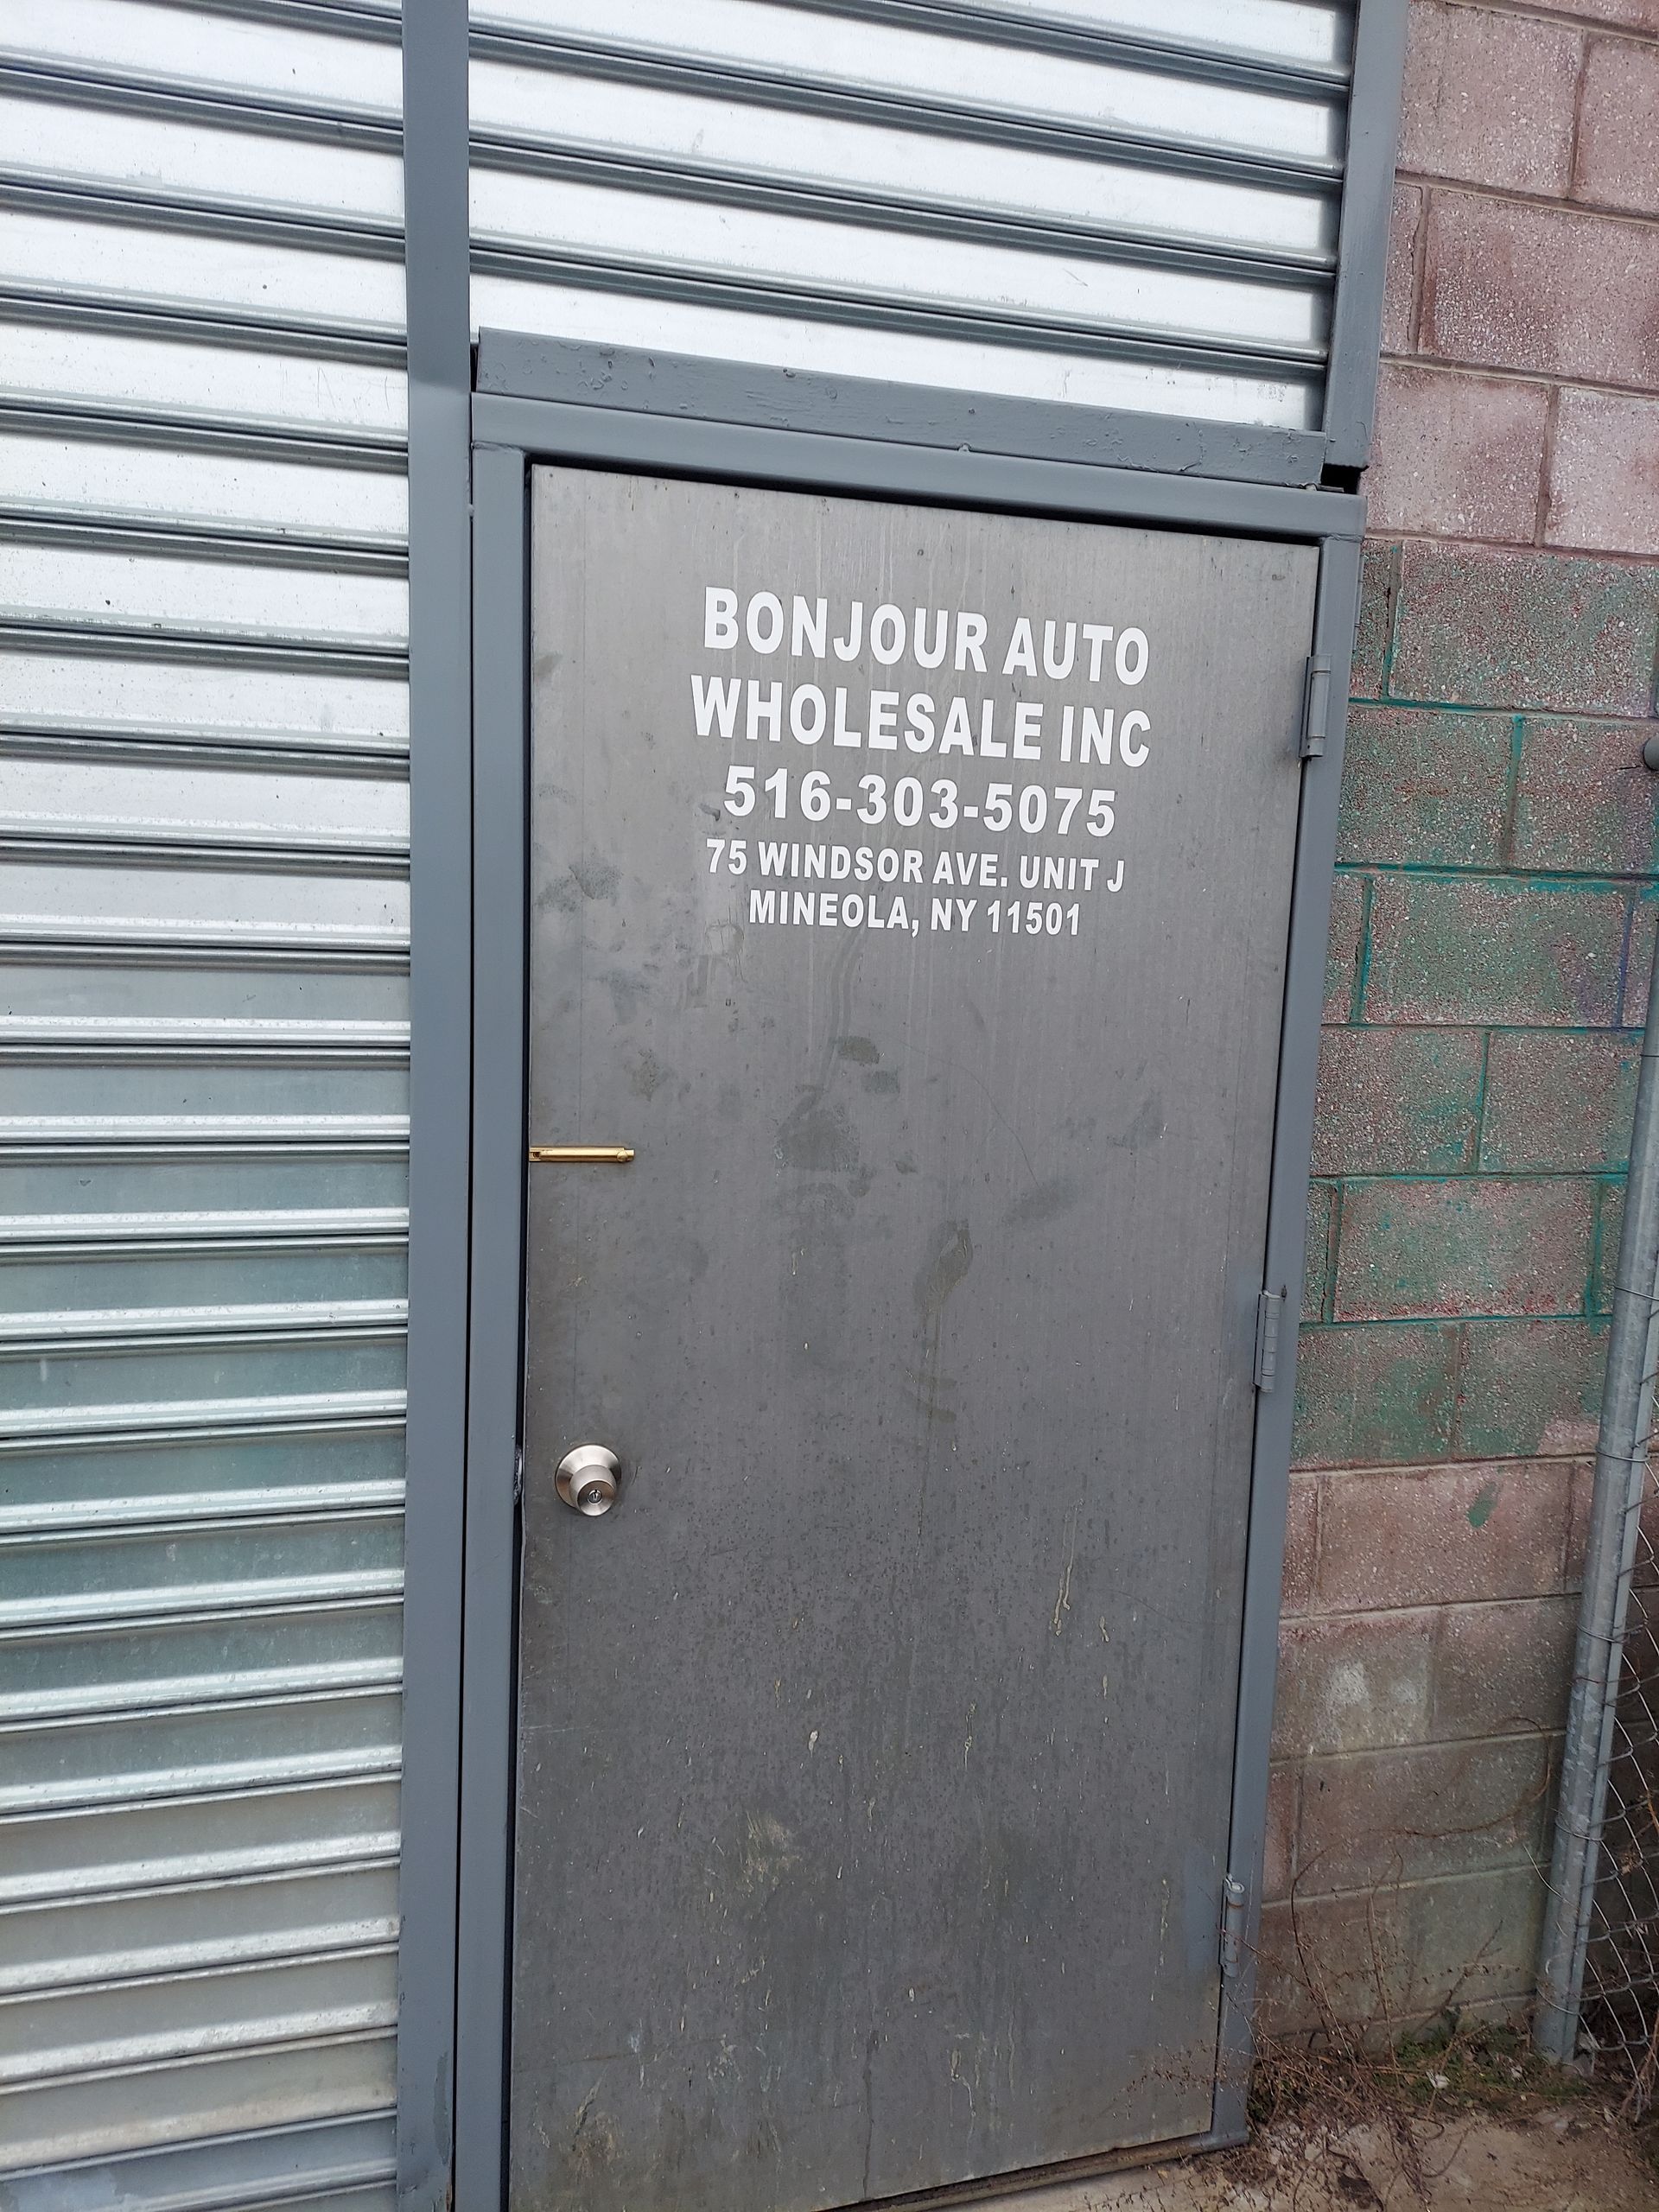 BONJOUR AUTO
WHOLESALE INC
516-303-5075
75 WINDSOR AVE. UNIT J
MINEOLA, NY 11501